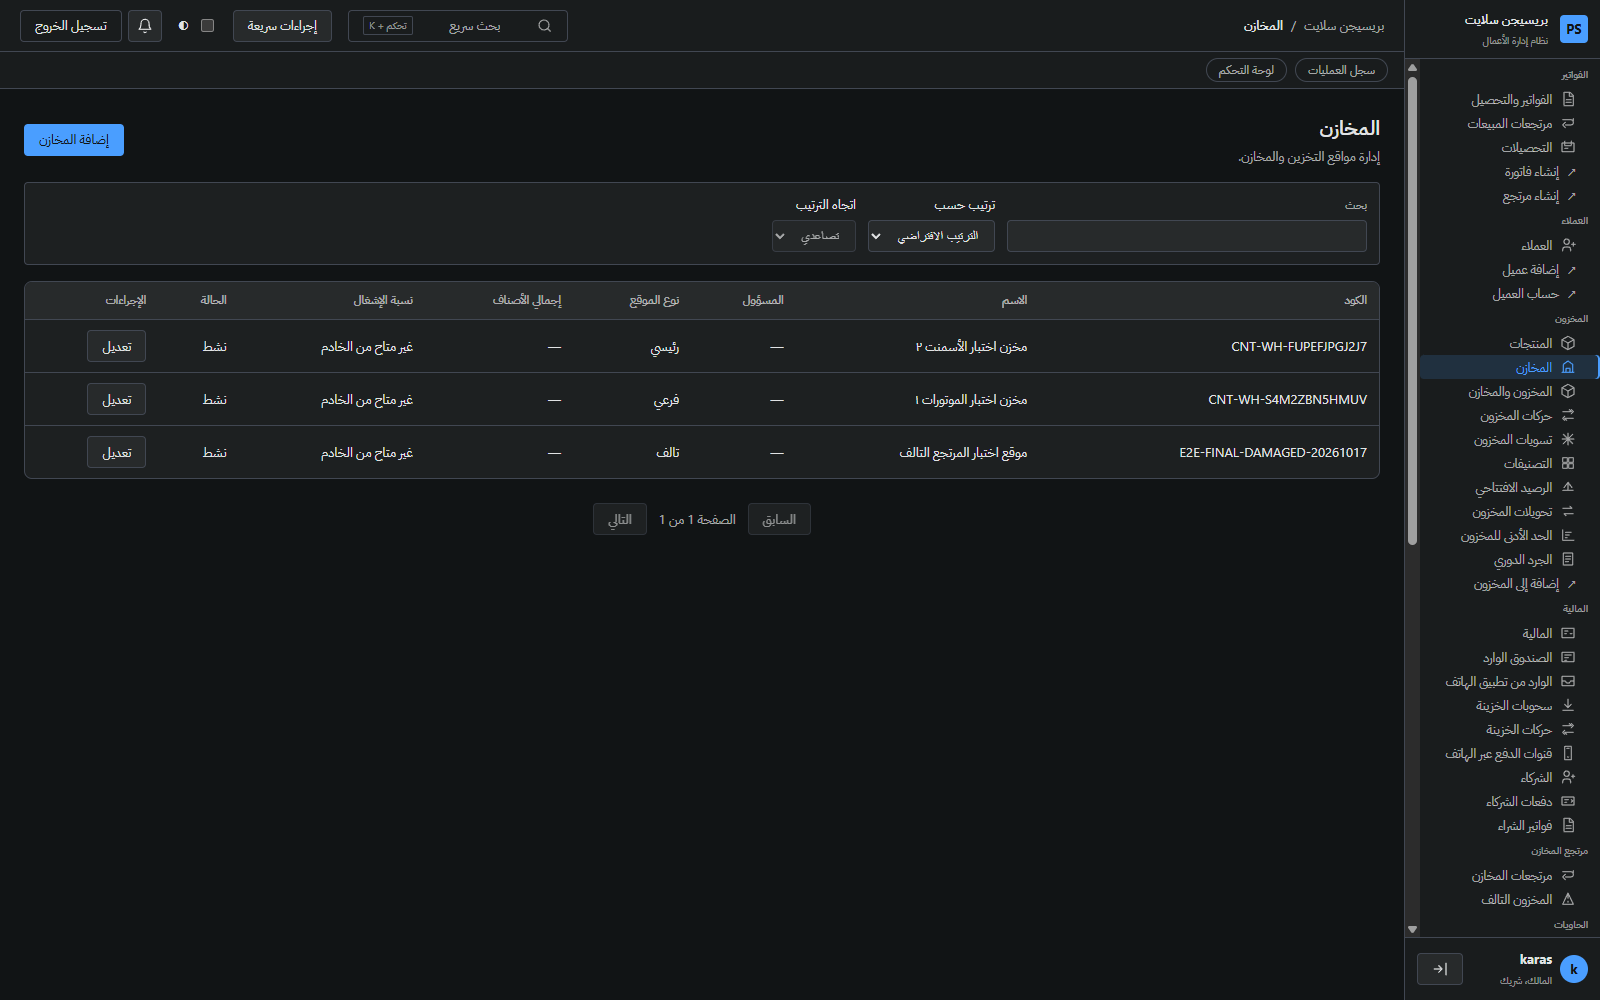 PS
بريسيجن سلايت
نظام إدارة الأعمال
بريسيجن سلايت / المخازن
بحث سريع
تحكم + K
إجراءات سريعة
تسجيل الخروج
سجل العمليات
لوحة التحكم
الفواتير
الفواتير والتحصيل
مرتجعات المبيعات
التحصيلات
إنشاء فاتورة
إنشاء مرتجع
العملاء
العملاء
إضافة عميل
حساب العميل
المخزون
المنتجات
المخازن
المخزون والمخازن
حركات المخزون
تسويات المخزون
التصنيفات
الرصيد الافتتاحي
تحويلات المخزون
الحد الأدنى للمخزون
الجرد الدوري
إضافة إلى المخزون
المالية
المالية
الصندوق الوارد
الوارد من تطبيق الهاتف
سحوبات الخزينة
حركات الخزينة
قنوات الدفع عبر الهاتف
الشركاء
دفعات الشركاء
فواتير الشراء
مرتجع المخازن
مرتجعات المخازن
المخزون التالف
الحاويات
karas
k
المالك، شريك
المخازن
إدارة مواقع التخزين والمخازن.
إضافة المخازن
بحث
ترتيب حسب
اتجاه الترتيب
الترتيب الافتراضي
تصاعدي
الكود الاسم المسؤول نوع الموقع إجمالي الأصناف نسبة الإشغال الحالة الإجراءات
CNT-WH-FUPEFJPGJ2J7 مخزن اختبار الأسمنت ٢ — رئيسي — غير متاح من الخادم نشط تعديل
CNT-WH-S4M2ZBN5HMUV مخزن اختبار الموتورات ١ — فرعي — غير متاح من الخادم نشط تعديل
E2E-FINAL-DAMAGED-20261017 موقع اختبار المرتجع التالف — تالف — غير متاح من الخادم نشط تعديل
السابق
الصفحة 1 من 1
التالي